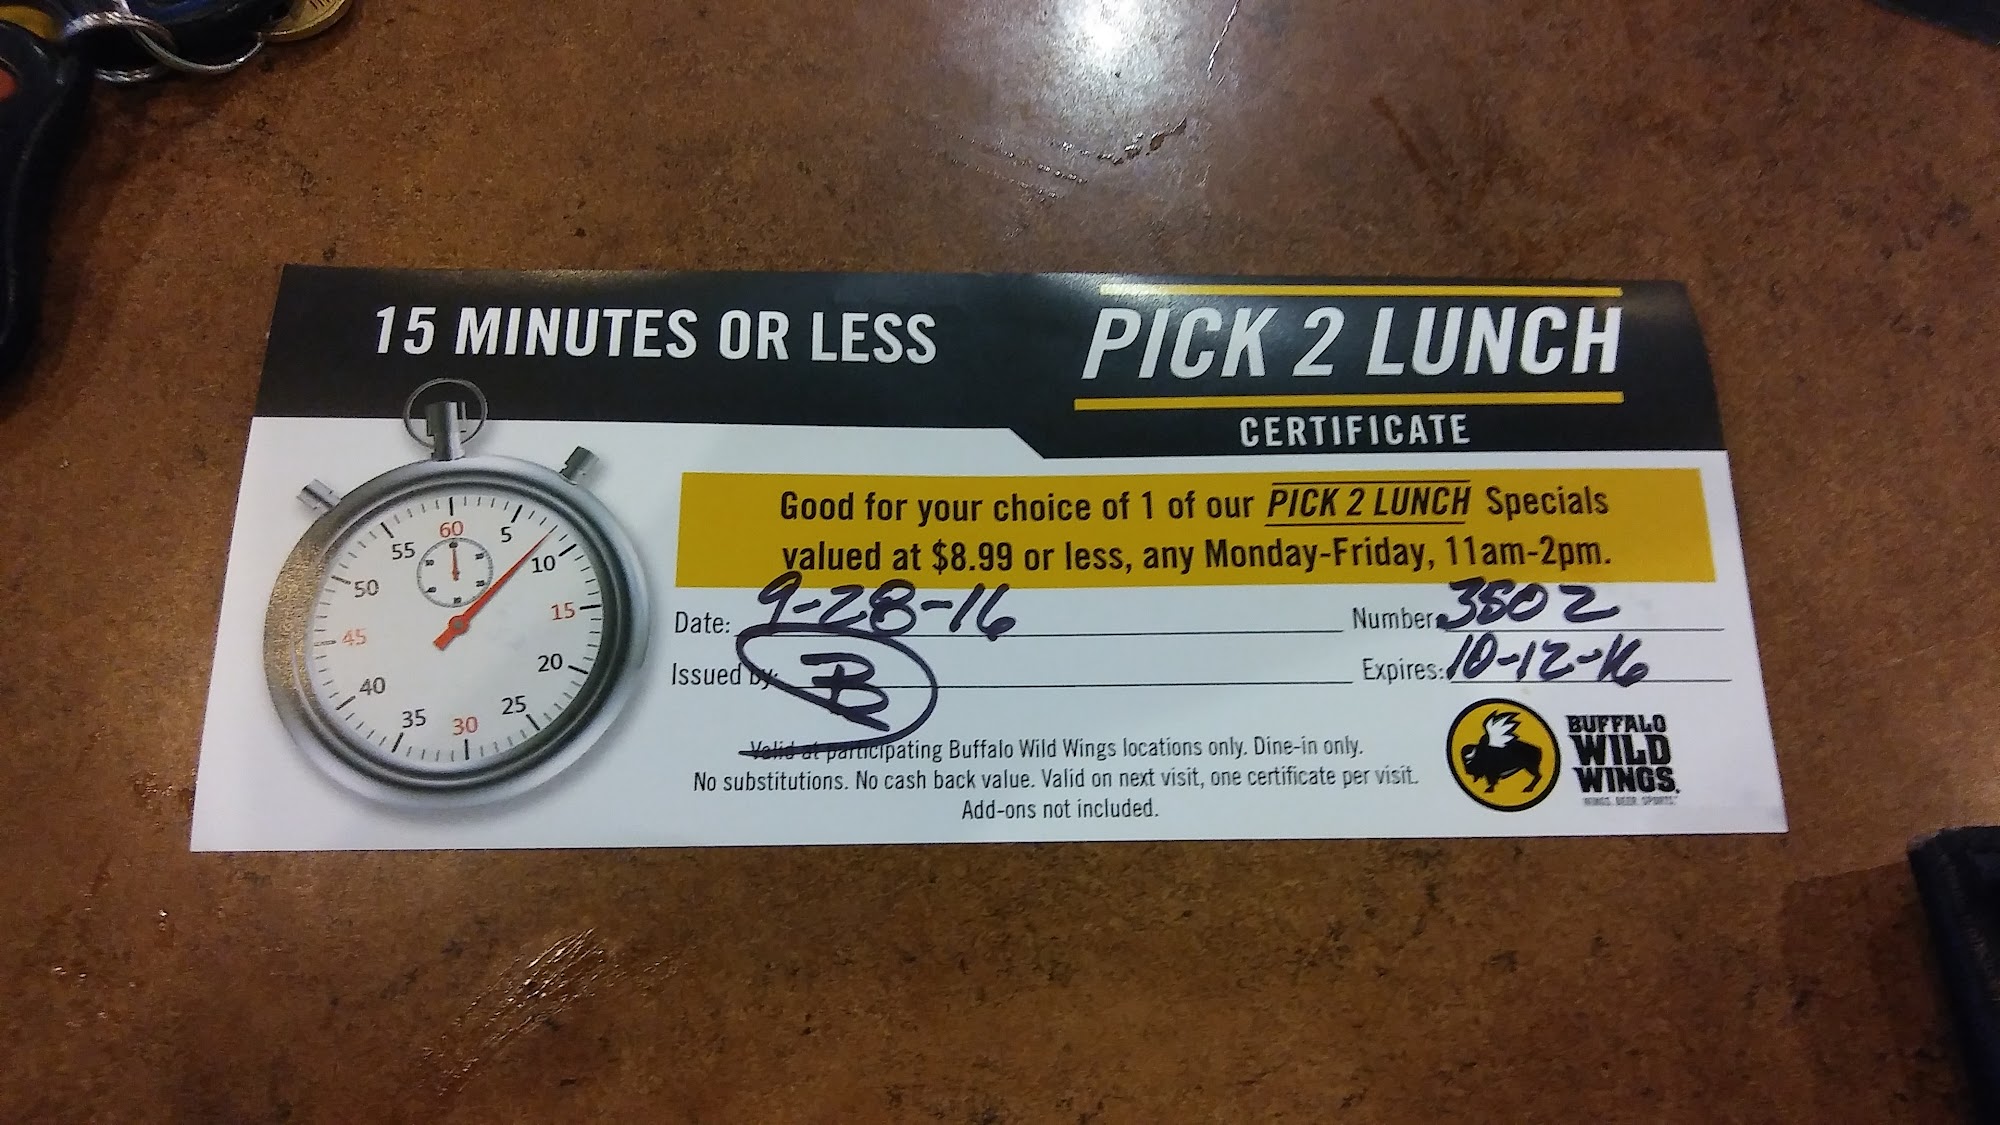 15 MINUTES OR LESS
PICK 2 LUNCH
CERTIFICATE
Good for your choice of 1 of our PICK 2 LUNCH Specials
valued at $8.99 or less, any Monday-Friday, 11am-2pm.
Date: 9-28-16
Number: 3502
Issued by: B
Expires: 10-12-16
Valid at participating Buffalo Wild Wings locations only. Dine-in only.
No substitutions. No cash back value. Valid on next visit, one certificate per visit.
Add-ons not included.
BUFFALO
WILD
WINGS.
WINGS. BEER. SPORTS.
60
5
10
15
20
25
30
35
40
45
50
55